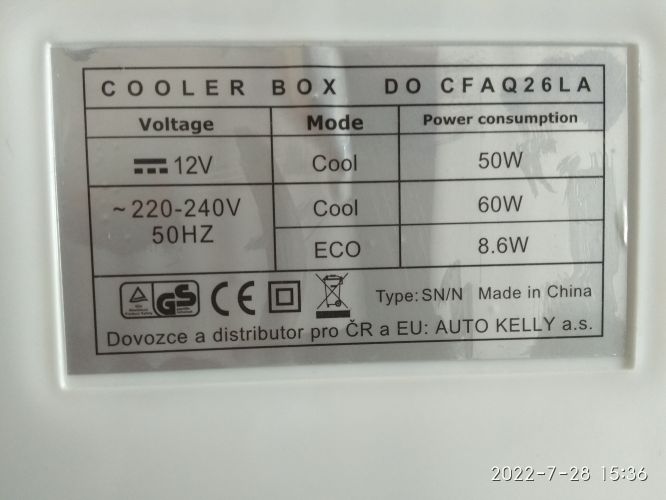 COOLER BOX DO CFAQ26LA
Voltage Mode Power consumption
12V Cool 50W
~220-240V Cool 60W
50HZ ECO 8.6W
GS CE Type: SN/N Made in China
Dovozce a distributor pro ČR a EU: AUTO KELLY a.s.
2022-7-28 15:36